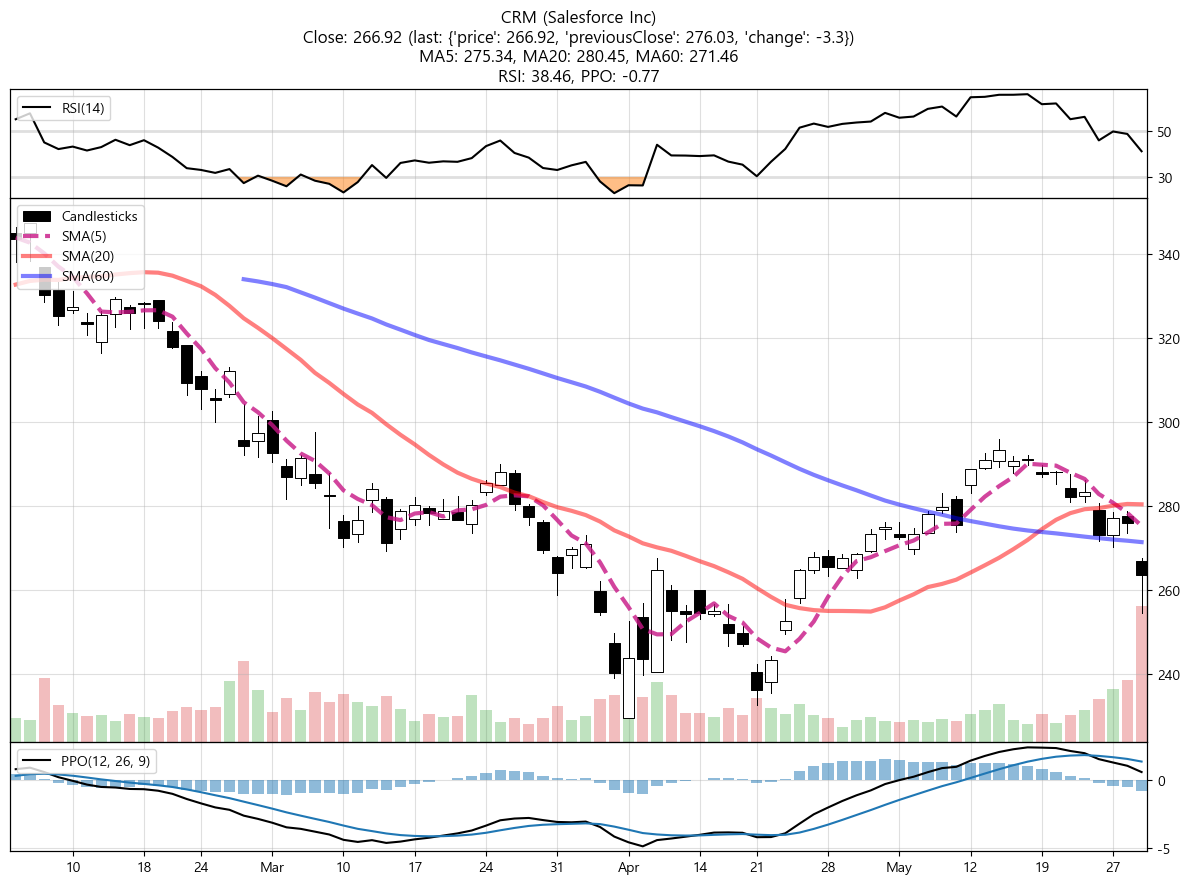 CRM (Salesforce Inc)
Close: 266.92 (last: {'price': 266.92, 'previousClose': 276.03, 'change': -3.3})
MA5: 275.34, MA20: 280.45, MA60: 271.46
RSI: 38.46, PPO: -0.77
RSI(14)
50
30
Candlesticks
SMA(5)
SMA(20)
SMA(60)
340
320
300
280
260
240
PPO(12, 26, 9)
0
-5
10 18 24 Mar 10 17 24 31 Apr 14 21 28 May 12 19 27